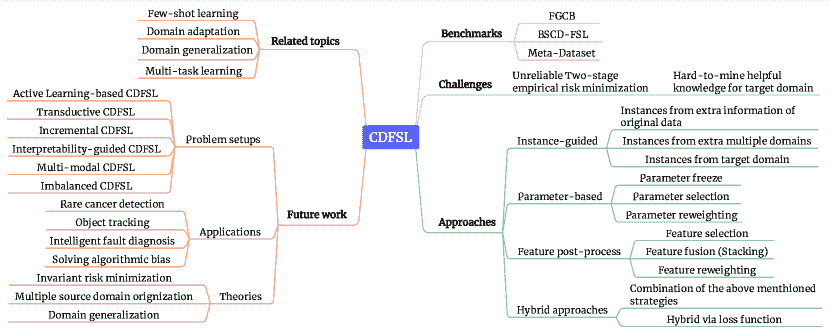 CDFSL
Related topics
Few-shot learning
Domain adaptation
Domain generalization
Multi-task learning
Future work
Problem setups
Active Learning-based CDFSL
Transductive CDFSL
Incremental CDFSL
Interpretability-guided CDFSL
Multi-modal CDFSL
Imbalanced CDFSL
Applications
Rare cancer detection
Object tracking
Intelligent fault diagnosis
Solving algorithmic bias
Theories
Invariant risk minimization
Multiple source domain orignization
Domain generalization
Benchmarks
FGCB
BSCD-FSL
Meta-Dataset
Challenges
Unreliable Two-stage
empirical risk minimization
Hard-to-mine helpful
knowledge for target domain
Approaches
Instance-guided
Instances from extra information of
original data
Instances from extra multiple domains
Instances from target domain
Parameter-based
Parameter freeze
Parameter selection
Parameter reweighting
Feature post-process
Feature selection
Feature fusion (Stacking)
Feature reweighting
Hybrid approaches
Combination of the above menthioned
strategies
Hybrid via loss function